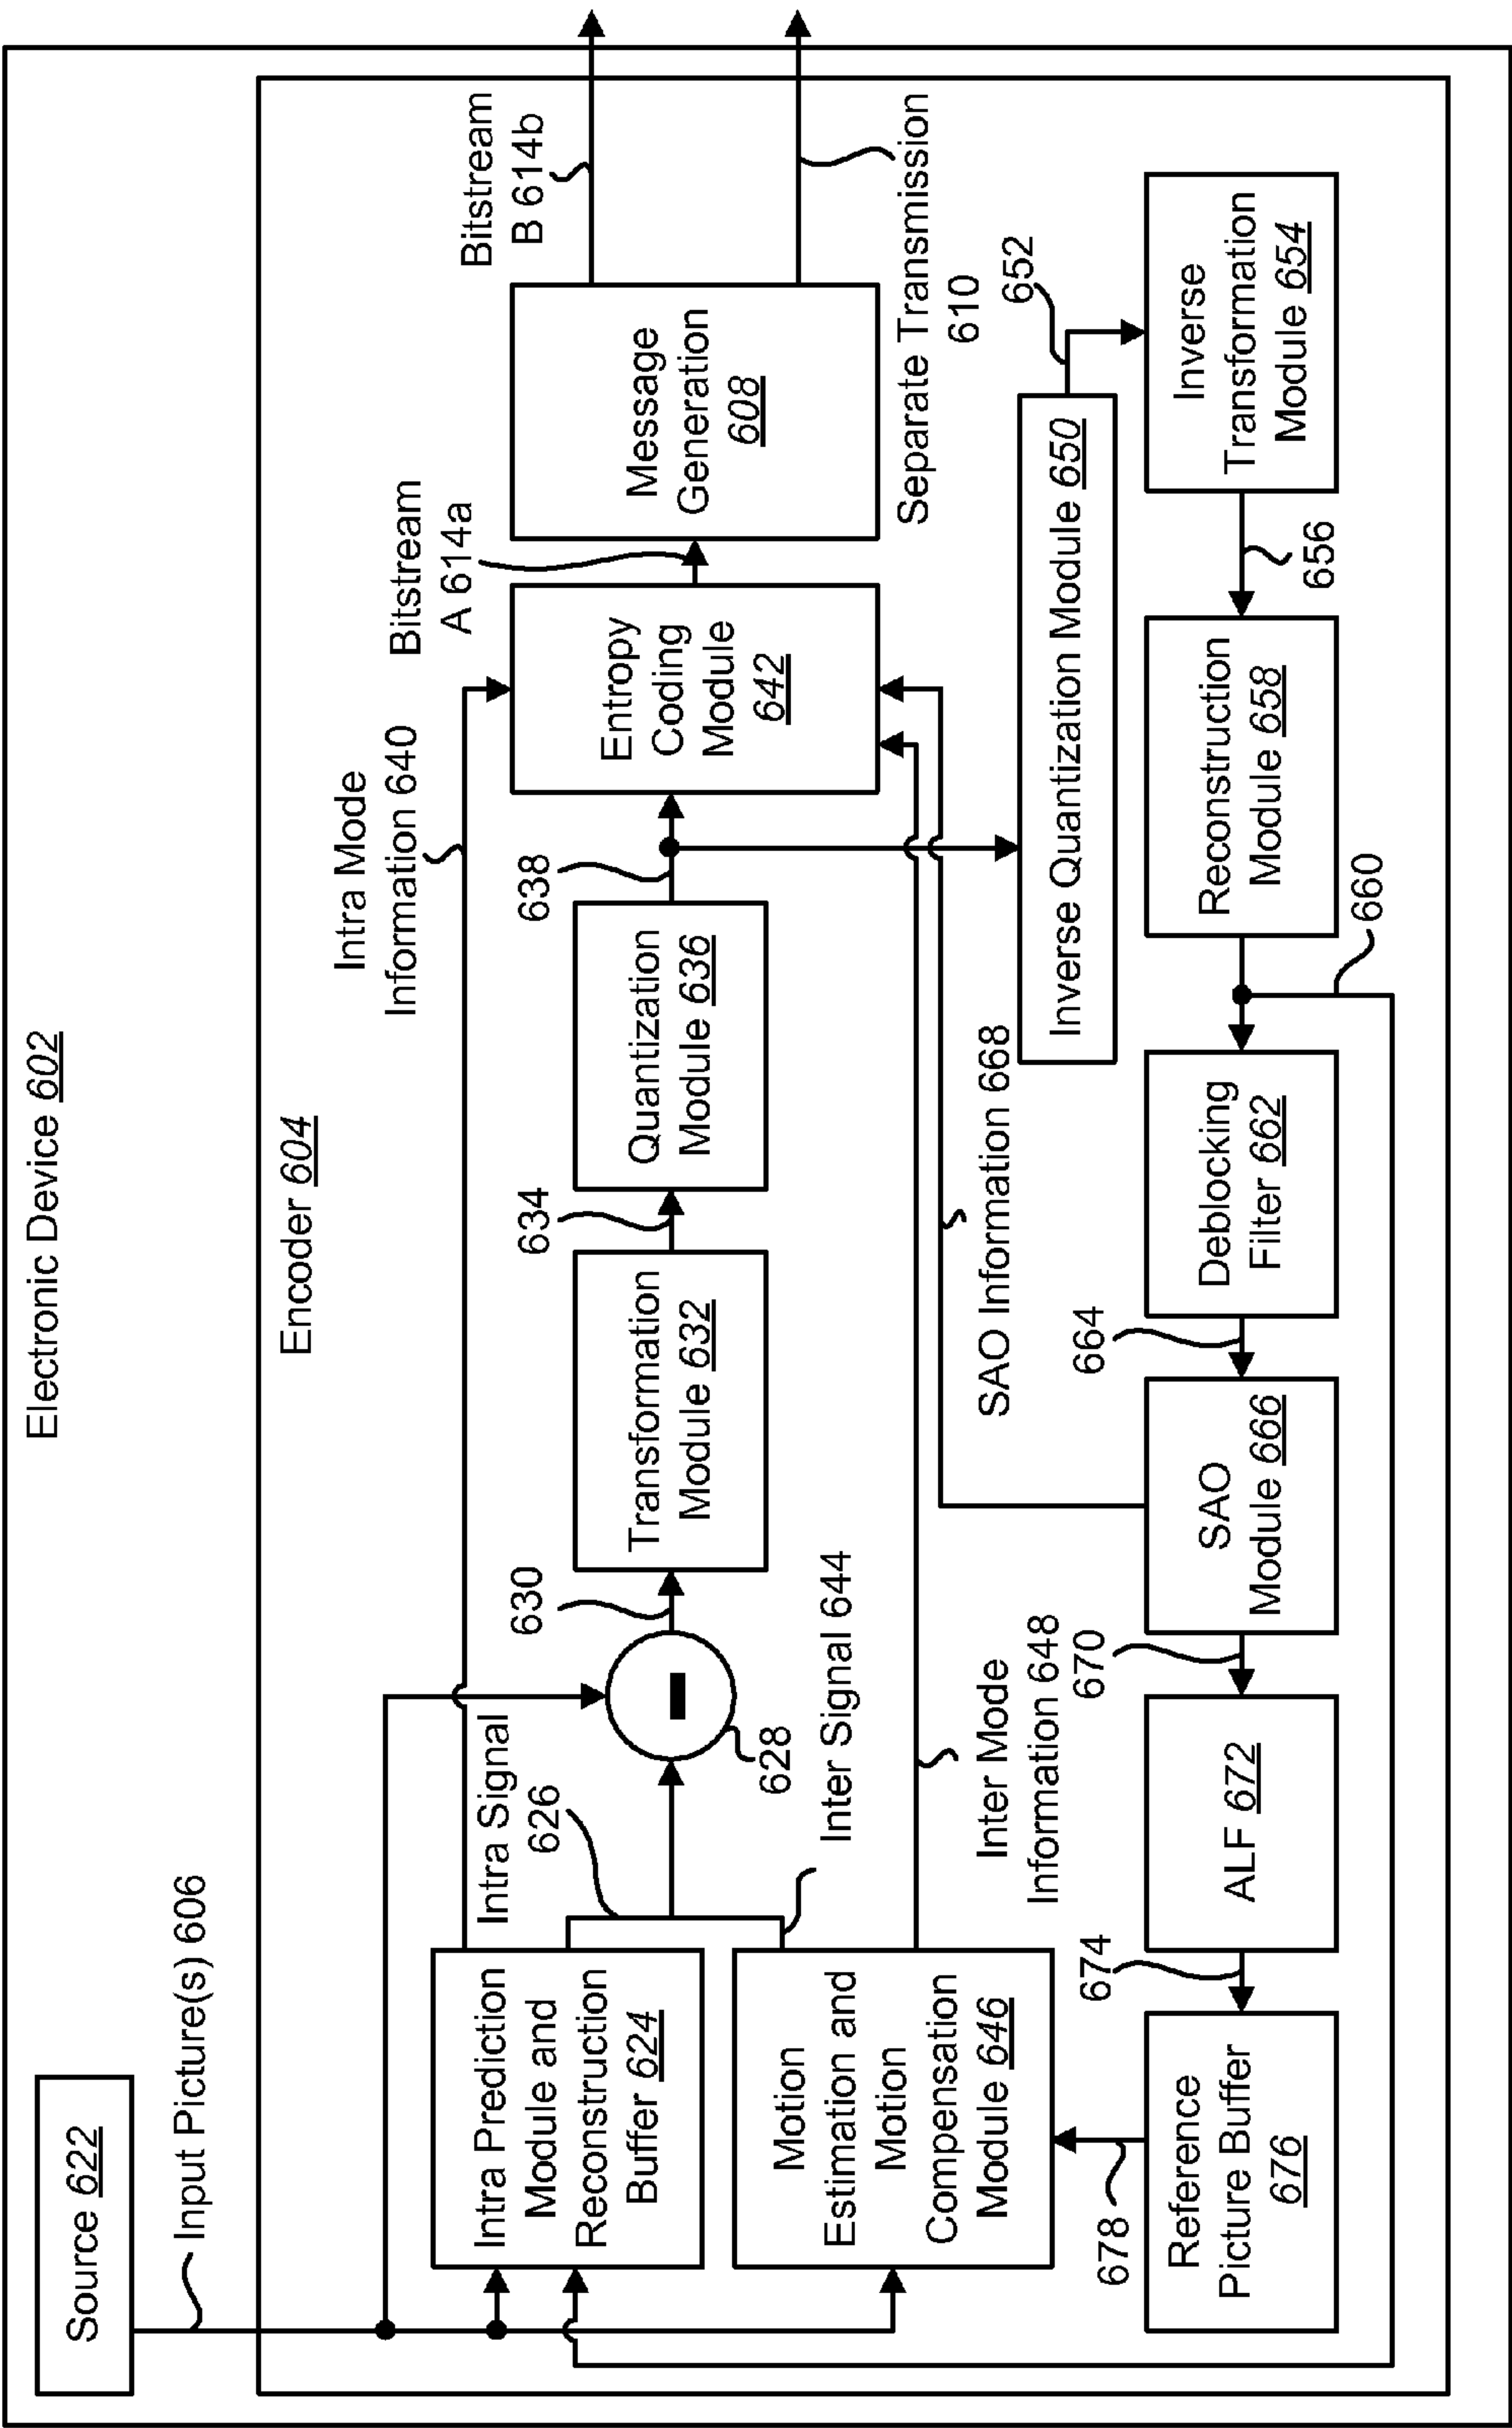 Electronic Device 602
Source 622
Input Picture(s) 606
Encoder 604
Intra Mode
Information 640
Bitstream
A 614a
Bitstream
B 614b
Intra Prediction
Module and
Reconstruction
Buffer 624
Intra Signal
626
628
630
Transformation
Module 632
634
Quantization
Module 636
638
Entropy
Coding
Module
642
Message
Generation
608
Separate Transmission
610
Motion
Estimation and
Motion
Compensation
Module 646
Inter Signal 644
Inter Mode
Information 648
SAO Information 668
Inverse Quantization Module 650
652
678
Reference
Picture Buffer
676
674
ALF 672
670
SAO
Module 666
664
Deblocking
Filter 662
660
Reconstruction
Module 658
656
Inverse
Transformation
Module 654